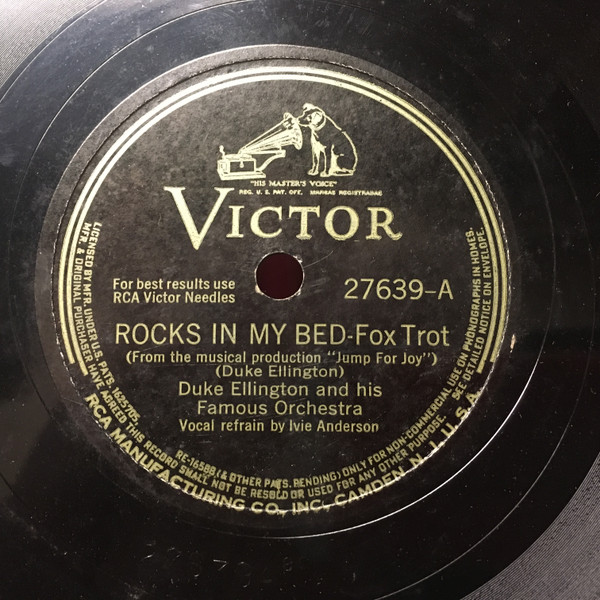 "HIS MASTER'S VOICE"
REG. U. S. PAT. OFF. MARCAS REGISTRADAS
VICTOR
For best results use
RCA Victor Needles
27639-A
ROCKS IN MY BED-Fox Trot
(From the musical production "Jump For Joy")
(Duke Ellington)
Duke Ellington and his
Famous Orchestra
Vocal refrain by Ivie Anderson
LICENSED BY MFR. UNDER U.S. PATS. 1625705, RE-16588 (& OTHER PATS. PENDING) ONLY FOR NON-COMMERCIAL USE ON PHONOGRAPHS IN HOMES.
MFR. & ORIGINAL PURCHASER HAVE AGREED THIS RECORD SHALL NOT BE RESOLD OR USED FOR ANY OTHER PURPOSE. SEE-DETAILED NOTICE ON ENVELOPE.
RCA MANUFACTURING CO., INC., CAMDEN, N. J., U. S. A.